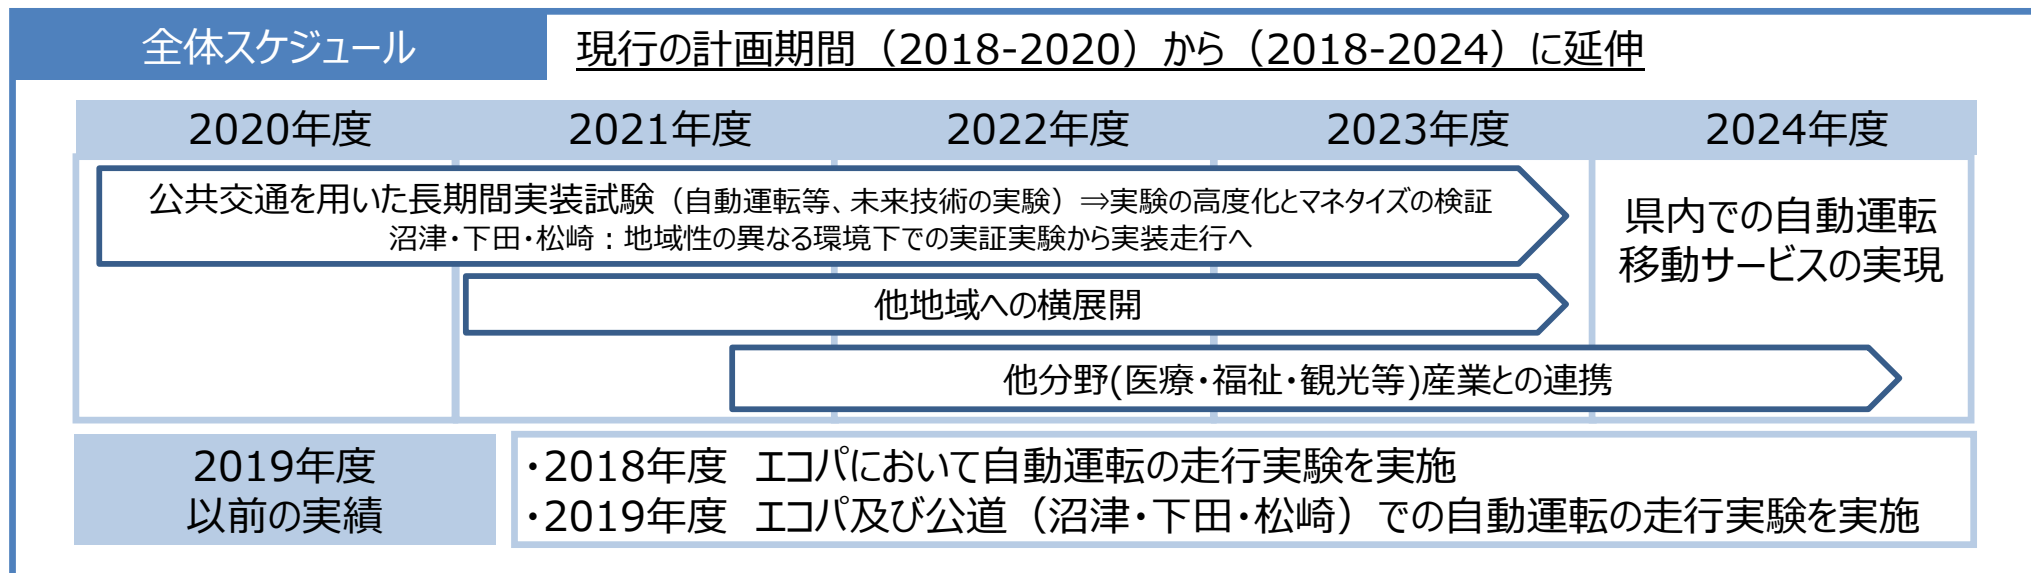 全体スケジュール
現行の計画期間（2018-2020）から（2018-2024）に延伸
2020年度 2021年度 2022年度 2023年度 2024年度
公共交通を用いた長期間実装試験（自動運転等、未来技術の実験）⇒実験の高度化とマネタイズの検証
沼津・下田・松崎：地域性の異なる環境下での実証実験から実装走行へ
県内での自動運転
移動サービスの実現
他地域への横展開
他分野(医療・福祉・観光等)産業との連携
2019年度
以前の実績
・2018年度 エコパにおいて自動運転の走行実験を実施
・2019年度 エコパ及び公道（沼津・下田・松崎）での自動運転の走行実験を実施